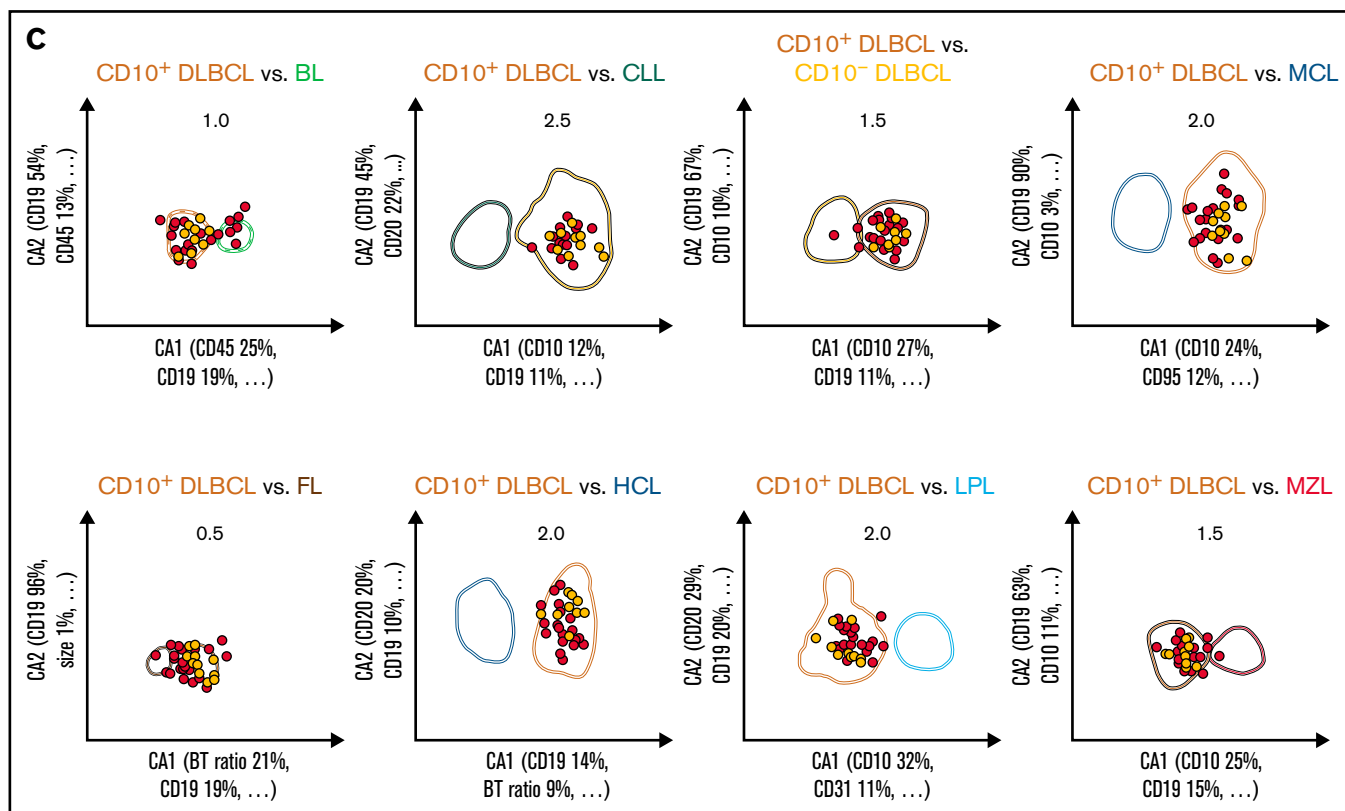 C
CD10⁺ DLBCL vs. BL
1.0
CA2 (CD19 54%,
CD45 13%, ...)
CA1 (CD45 25%,
CD19 19%, ...)
CD10⁺ DLBCL vs. CLL
2.5
CA2 (CD19 45%,
CD20 22%, ...)
CA1 (CD10 12%,
CD19 11%, ...)
CD10⁺ DLBCL vs.
CD10⁻ DLBCL
1.5
CA2 (CD19 67%,
CD10 10%, ...)
CA1 (CD10 27%,
CD19 11%, ...)
CD10⁺ DLBCL vs. MCL
2.0
CA2 (CD19 90%,
CD10 3%, ...)
CA1 (CD10 24%,
CD95 12%, ...)
CD10⁺ DLBCL vs. FL
0.5
CA2 (CD19 96%,
size 1%, ...)
CA1 (BT ratio 21%,
CD19 19%, ...)
CD10⁺ DLBCL vs. HCL
2.0
CA2 (CD20 20%,
CD19 10%, ...)
CA1 (CD19 14%,
BT ratio 9%, ...)
CD10⁺ DLBCL vs. LPL
2.0
CA2 (CD20 29%,
CD19 20%, ...)
CA1 (CD10 32%,
CD31 11%, ...)
CD10⁺ DLBCL vs. MZL
1.5
CA2 (CD19 63%,
CD10 11%, ...)
CA1 (CD10 25%,
CD19 15%, ...)